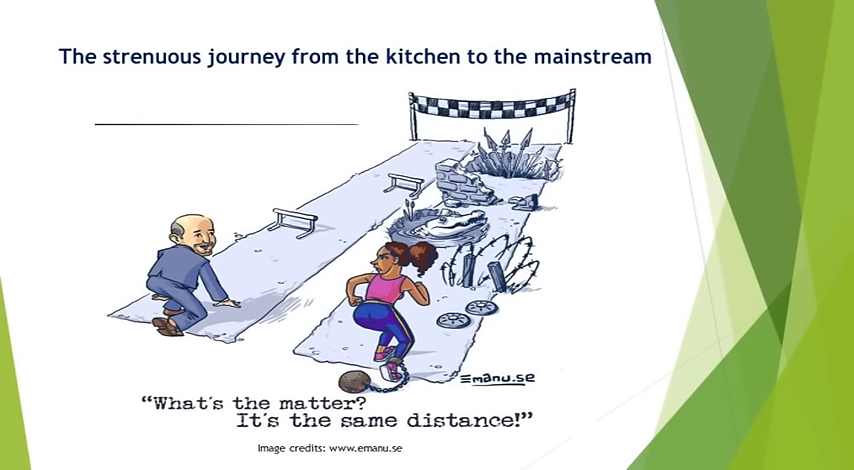 The strenuous journey from the kitchen to the mainstream
Emanu.se
“What's the matter?
It's the same distance!”
Image credits: www.emanu.se